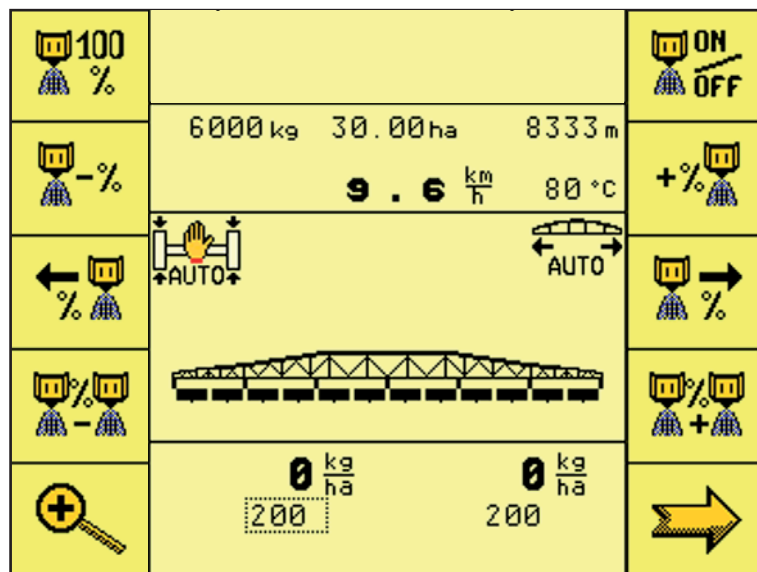 100
%
ON
OFF
6000 kg 30.00 ha 8333 m
-%
9.6 km/h 80 °C
+%
AUTO
AUTO
%
%
%
-
%
+
0 kg/ha
0 kg/ha
200
200